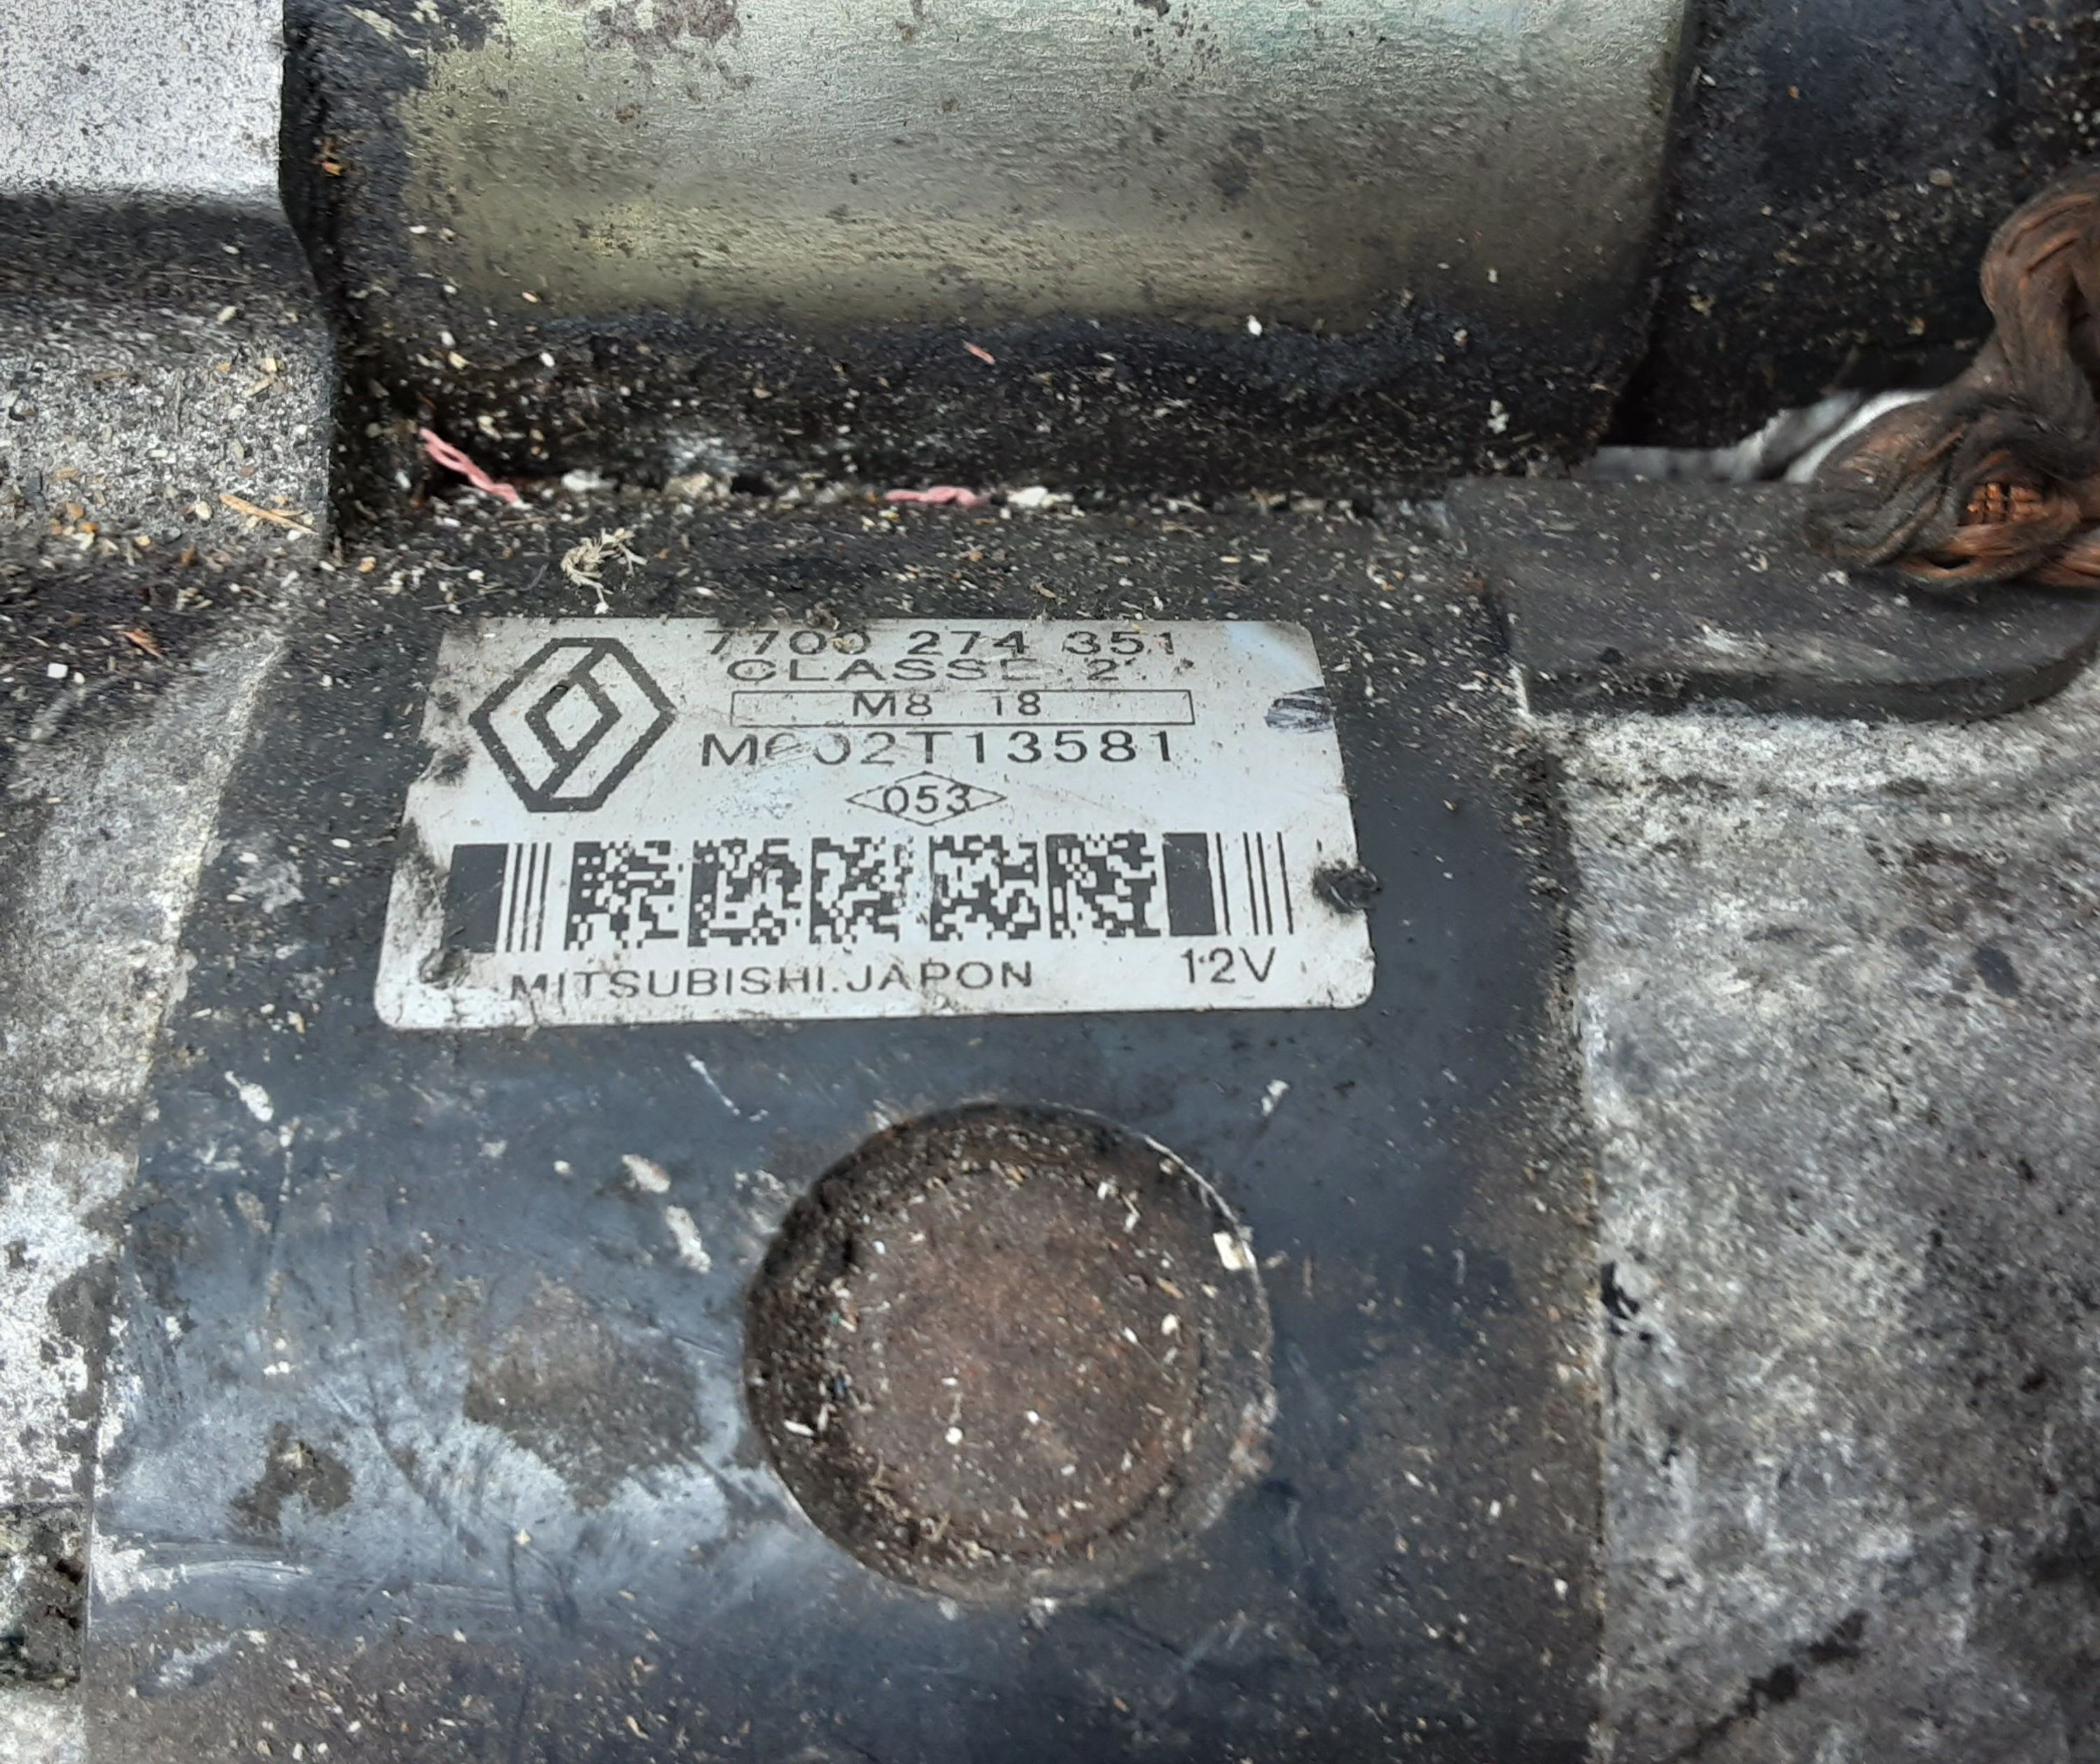 7700 274 351
CLASSE 2
M8 18
053
MITSUBISHI.JAPON
12V